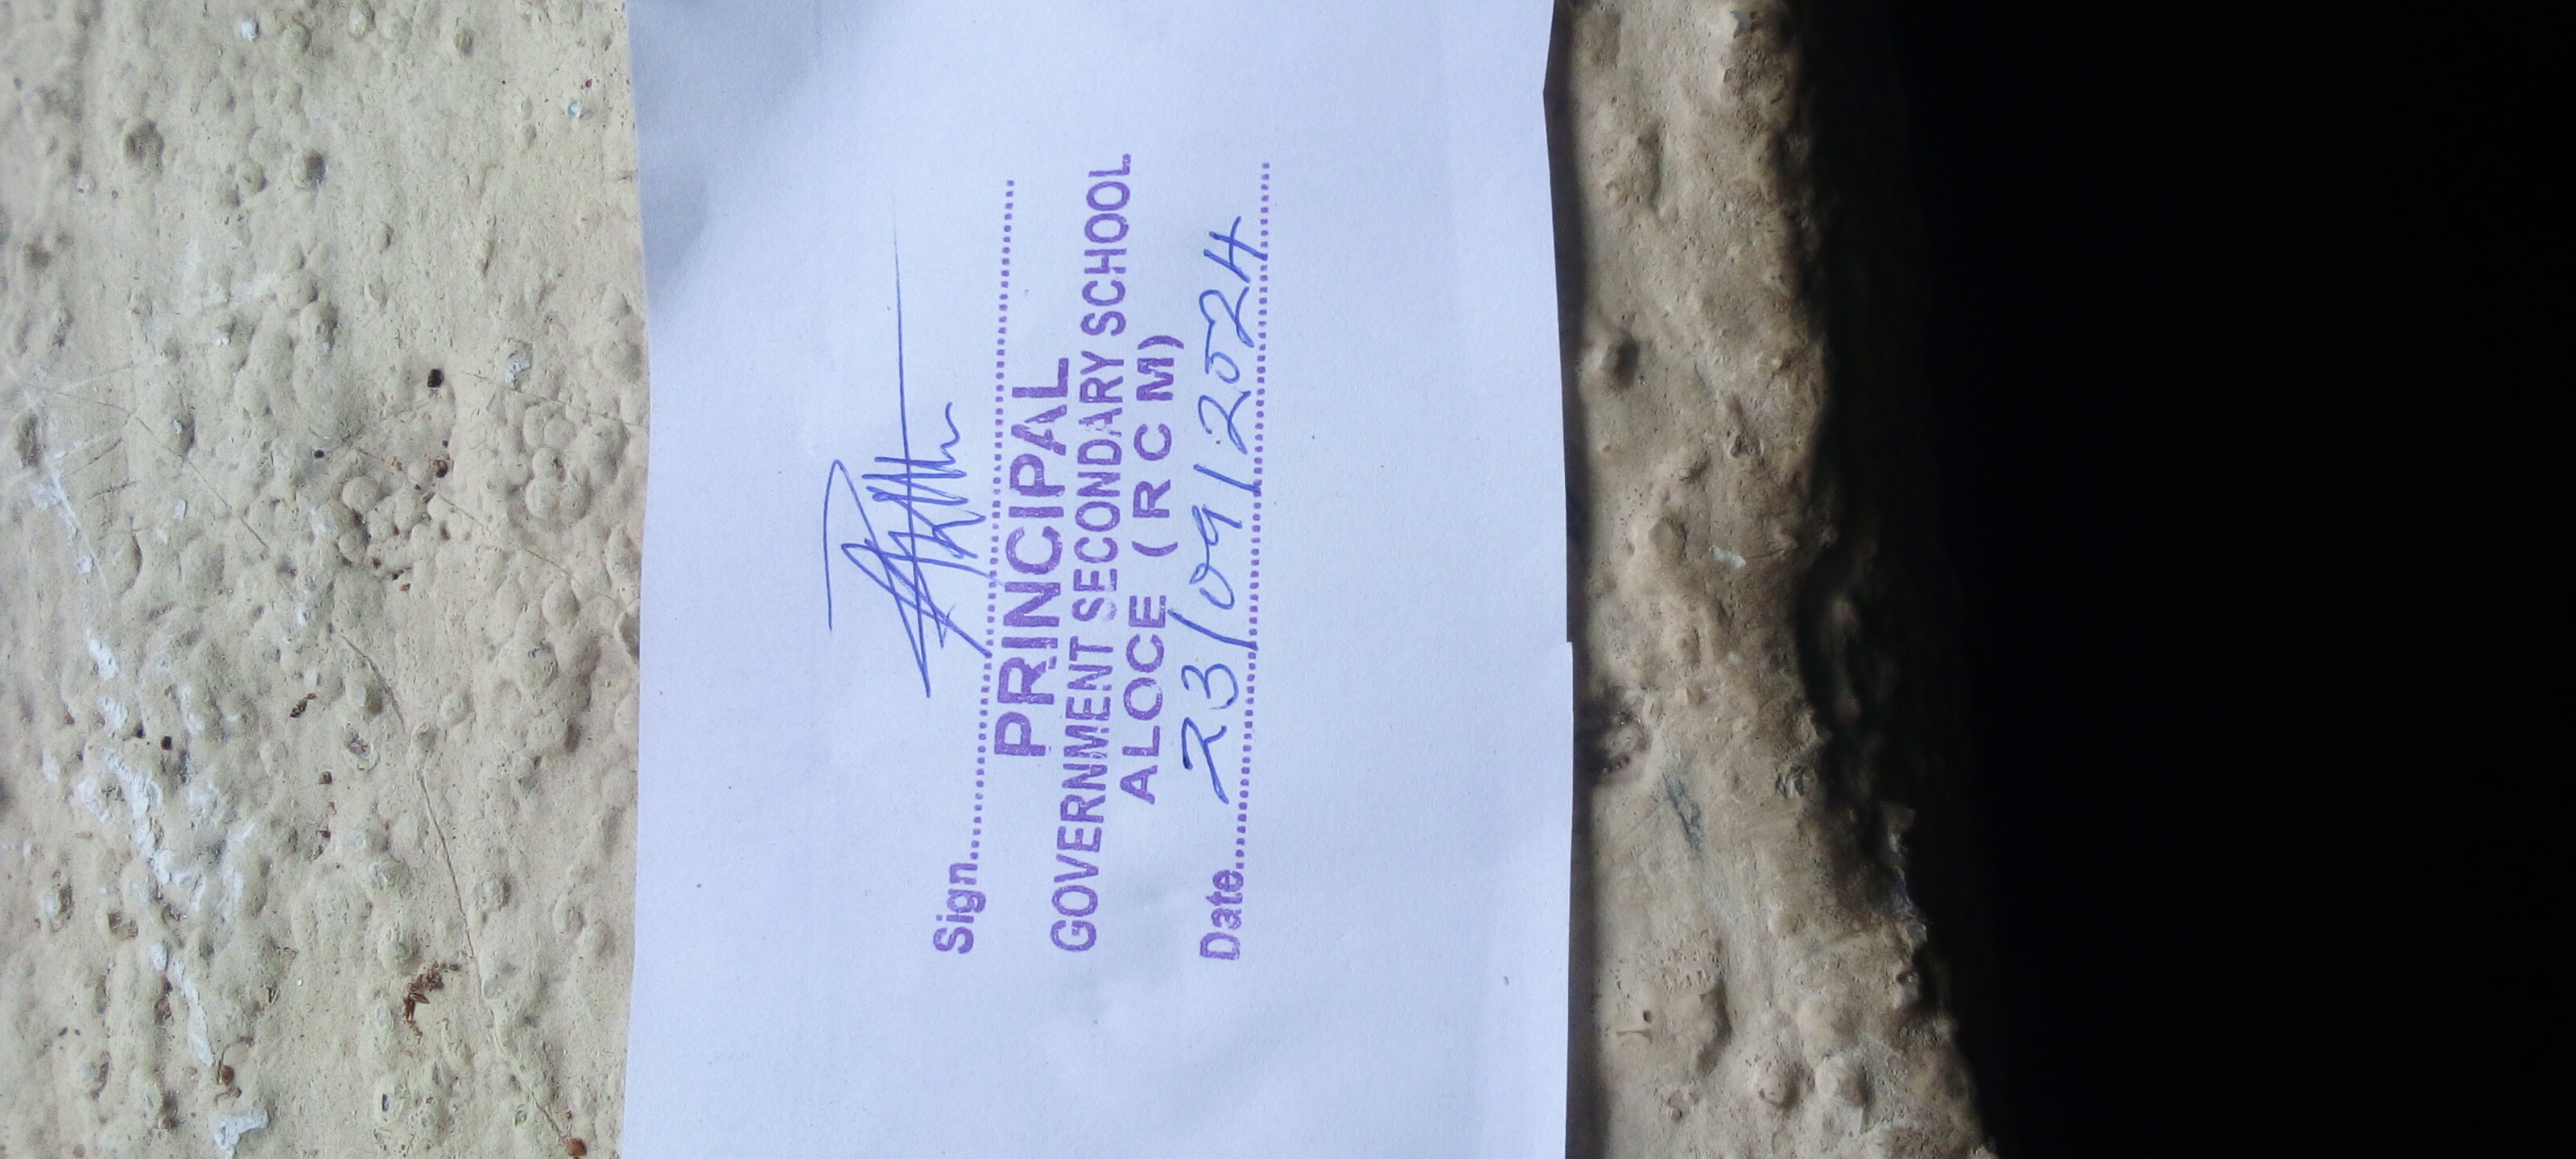 Sign....................................................
PRINCIPAL
GOVERNMENT SECONDARY SCHOOL
ALOCE ( R C M)
Date....23/09/2024....